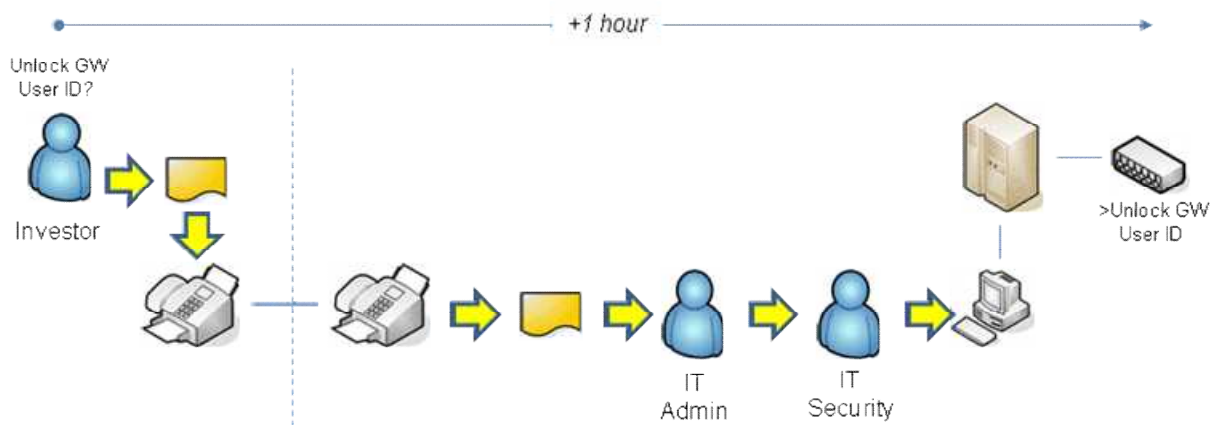 +1 hour
Unlock GW
User ID?
Investor
>Unlock GW
User ID
IT
Admin
IT
Security